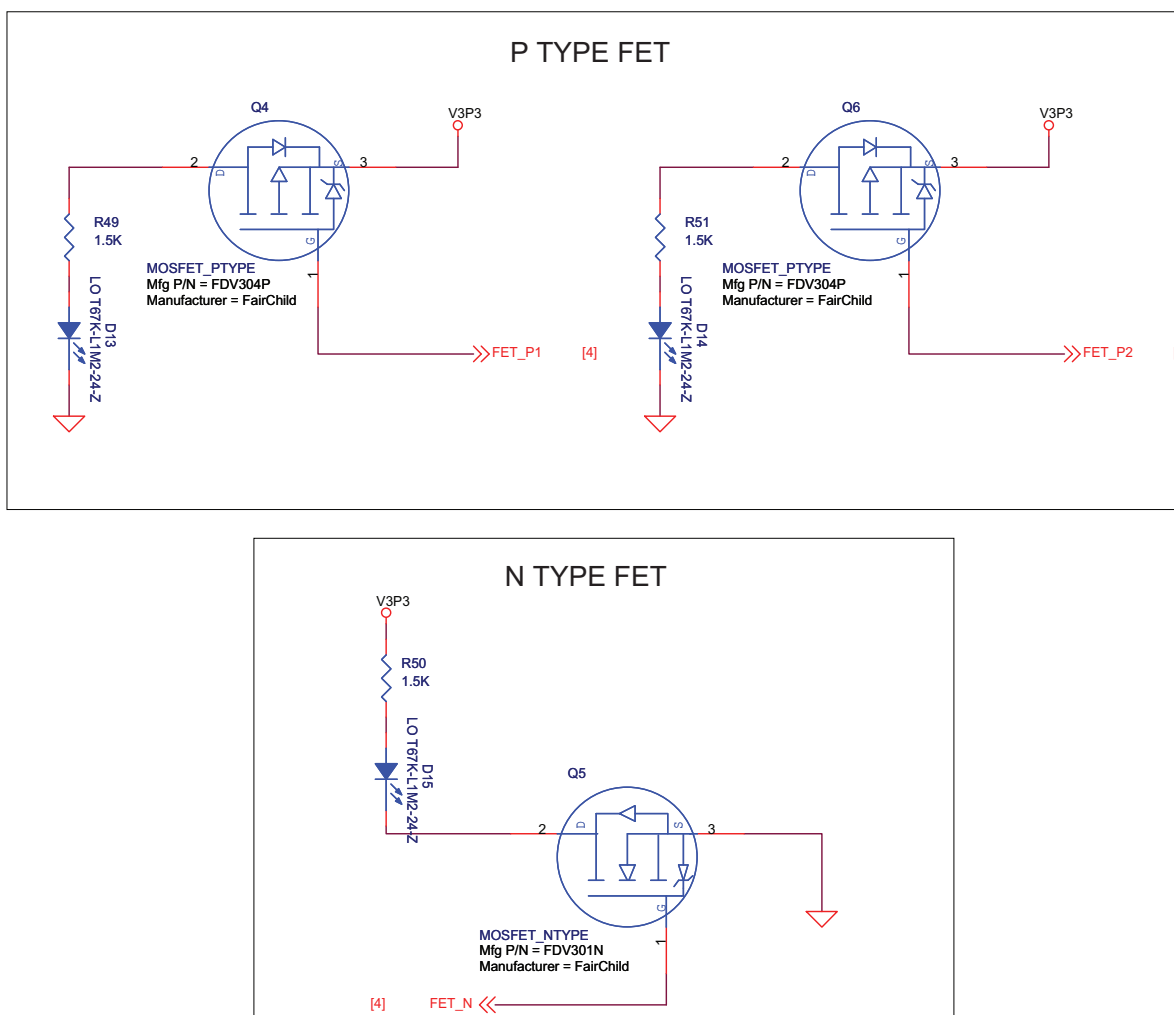 P TYPE FET
Q4
V3P3
2
D
S
3
R49
1.5K
G
1
MOSFET_PTYPE
Mfg P/N = FDV304P
Manufacturer = FairChild
D13
LO T67K-L1M2-24-Z
FET_P1
[4]
Q6
V3P3
2
D
S
3
R51
1.5K
G
1
MOSFET_PTYPE
Mfg P/N = FDV304P
Manufacturer = FairChild
D14
LO T67K-L1M2-24-Z
FET_P2
N TYPE FET
V3P3
R50
1.5K
D15
LO T67K-L1M2-24-Z
Q5
2
D
S
3
G
1
MOSFET_NTYPE
Mfg P/N = FDV301N
Manufacturer = FairChild
[4]
FET_N